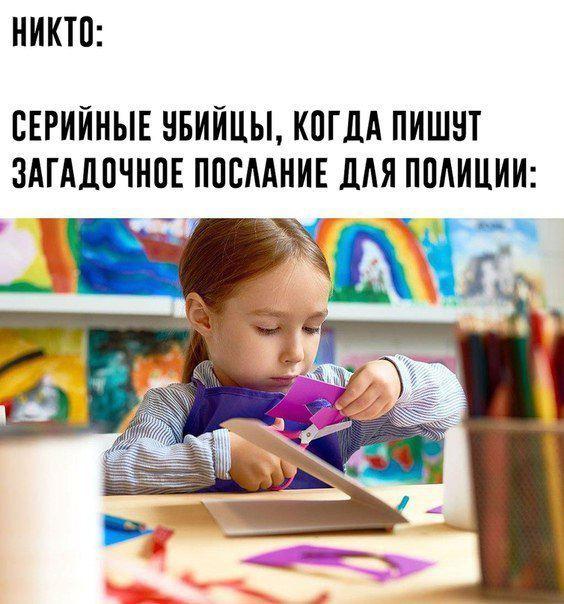 НИКТО:
СЕРИЙНЫЕ УБИЙЦЫ, КОГДА ПИШУТ
ЗАГАДОЧНОЕ ПОСЛАНИЕ ДЛЯ ПОЛИЦИИ: